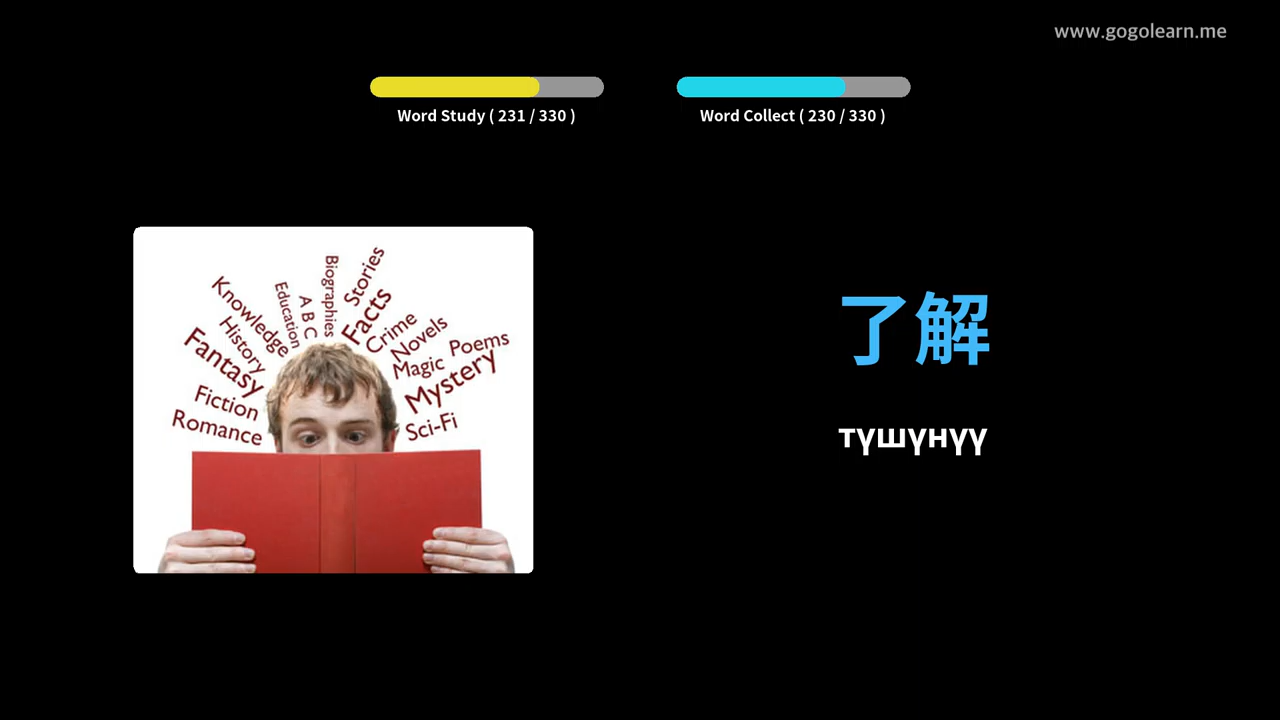 www.gogolearn.me
Word Study ( 231 / 330 )
Word Collect ( 230 / 330 )
Biographies
Stories
Education
A B C
Facts
Knowledge
History
Crime
Novels
Fantasy
Magic
Poems
Mystery
Fiction
Romance
Sci-Fi
了解
түшүнүү